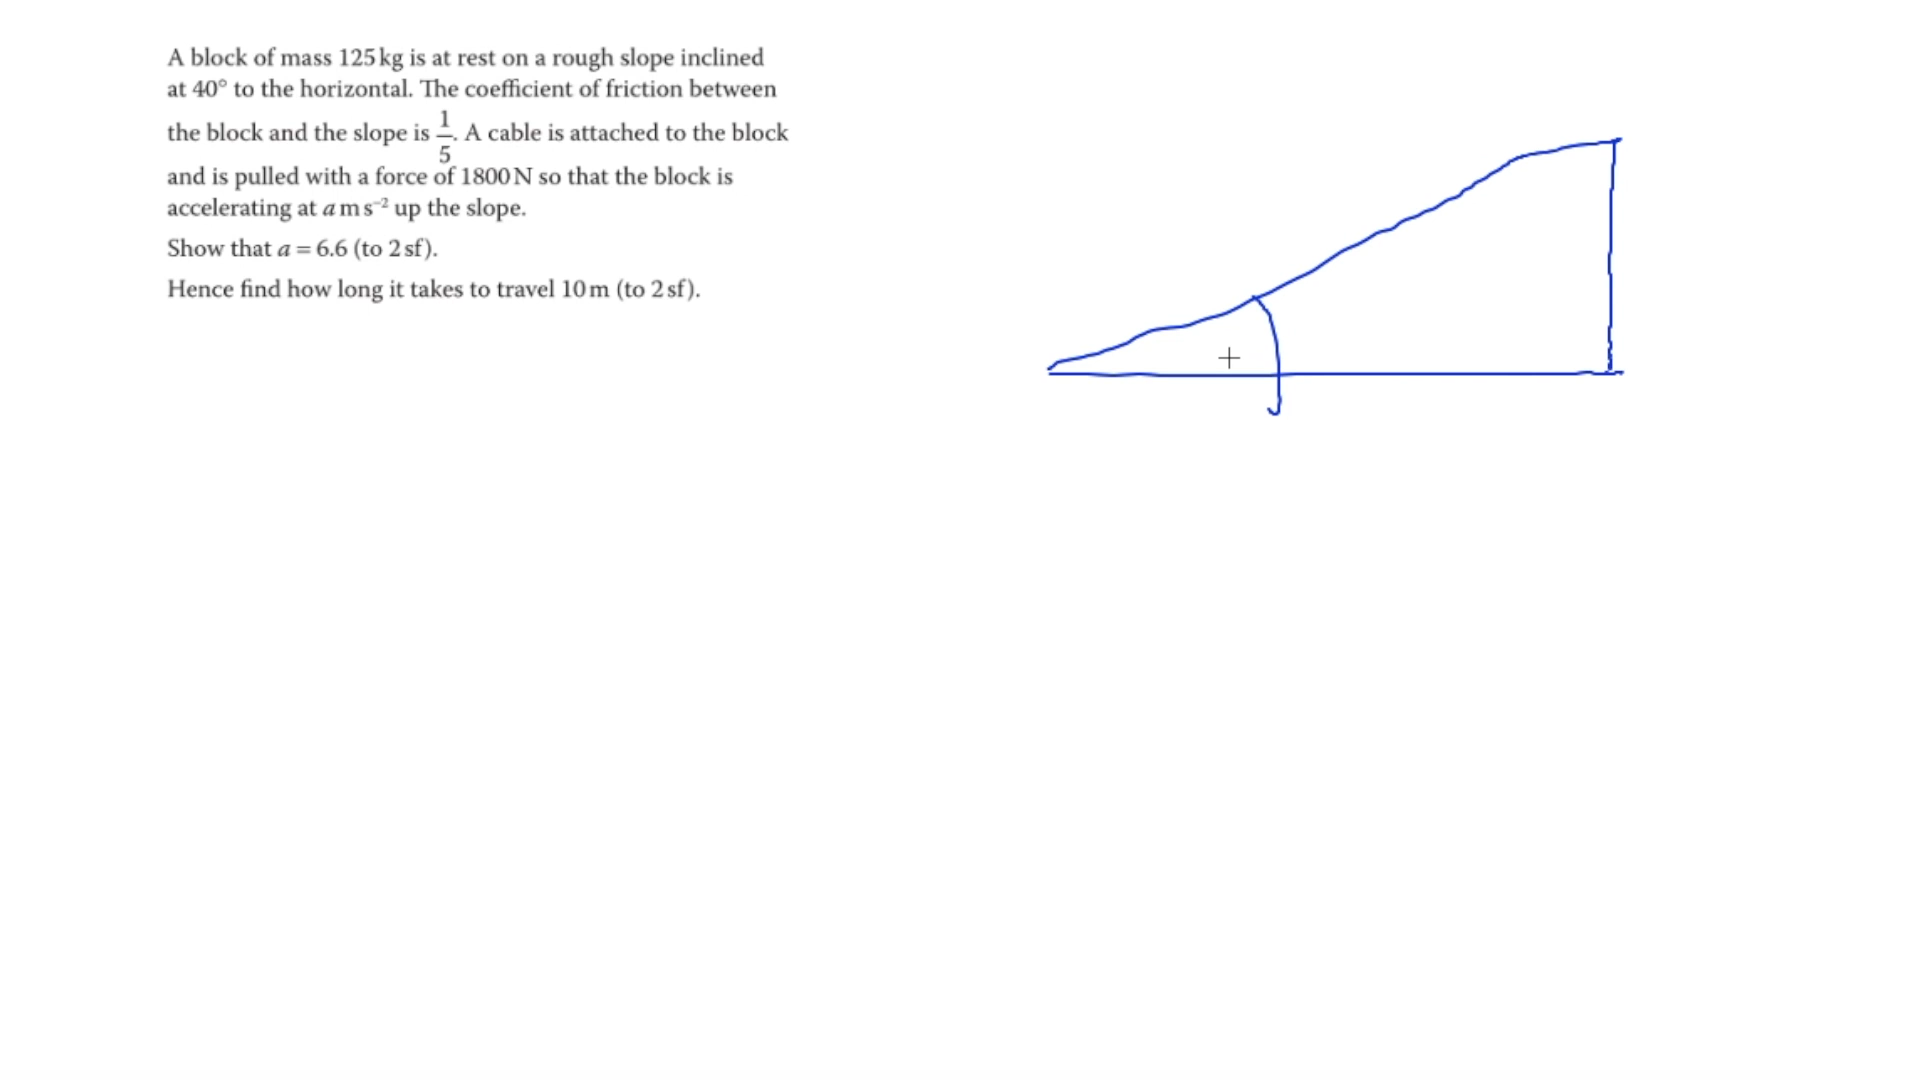 A block of mass 125 kg is at rest on a rough slope inclined
at 40° to the horizontal. The coefficient of friction between
the block and the slope is 1/5. A cable is attached to the block
and is pulled with a force of 1800 N so that the block is
accelerating at a m s⁻² up the slope.
Show that a = 6.6 (to 2 sf).
Hence find how long it takes to travel 10 m (to 2 sf).